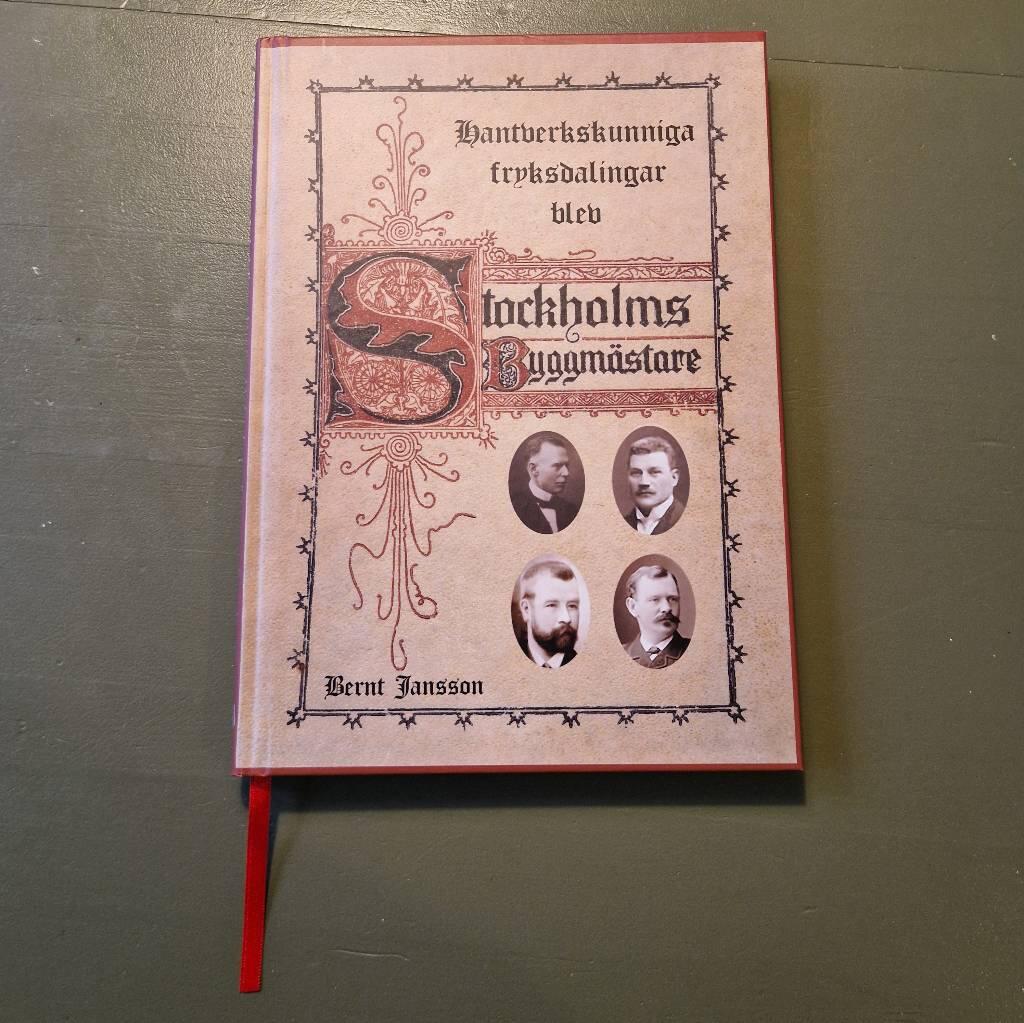 Hantverkskunniga
fryksdalingar
blev
Stockholms
Byggmästare
Bernt Jansson